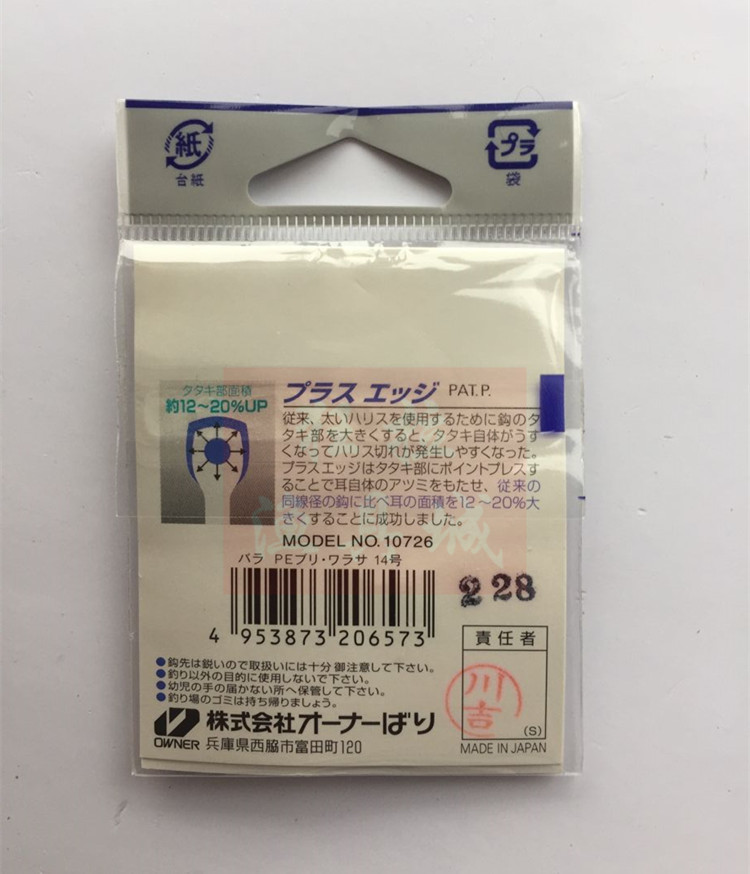 紙
プラ
台紙
袋
タタキ部面積
約12〜20%UP
プラス エッジ PAT.P.
従来、太いハリスを使用するために鈎のタ
タキ部を大きくすると、タタキ自体がうす
くなってハリス切れが発生しやすくなった。
プラスエッジはタタキ部にポイントプレスす
ることで耳自体のアツミをもたせ、従来の
同線径の鈎に比べ耳の面積を12〜20%大
きくすることに成功しました。
MODEL NO.10726
バラ PEブリ・ワラサ 14号
4 953873 206573
228
●鈎先は鋭いので取扱いには十分御注意して下さい。
●釣り以外の目的に使用しないで下さい。
●幼児の手の届かない所へ保管して下さい。
●釣り場のゴミは持ち帰りましょう。
責任者
川吉
(S)
OWNER
株式会社オーナーばり
兵庫県西脇市富田町120
MADE IN JAPAN